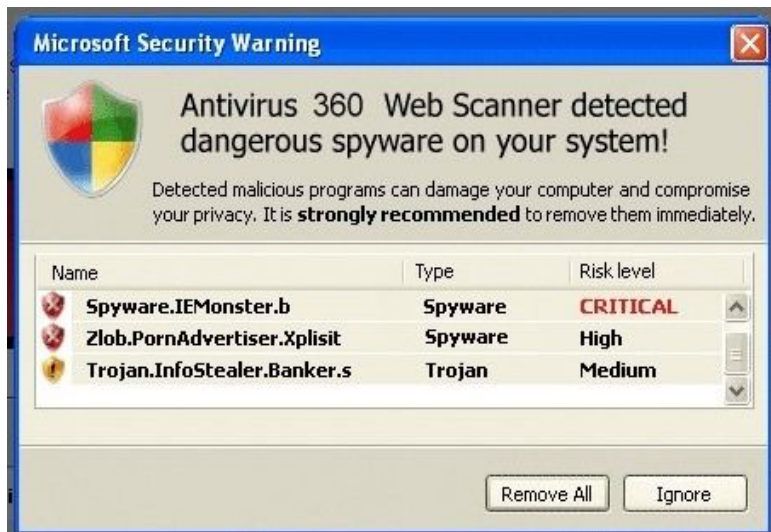 Microsoft Security Warning
Antivirus 360 Web Scanner detected
dangerous spyware on your system!
Detected malicious programs can damage your computer and compromise
your privacy. It is strongly recommended to remove them immediately.
Name Type Risk level
Spyware.IEMonster.b Spyware CRITICAL
Zlob.PornAdvertiser.Xplisit Spyware High
Trojan.InfoStealer.Banker.s Trojan Medium
Remove All Ignore